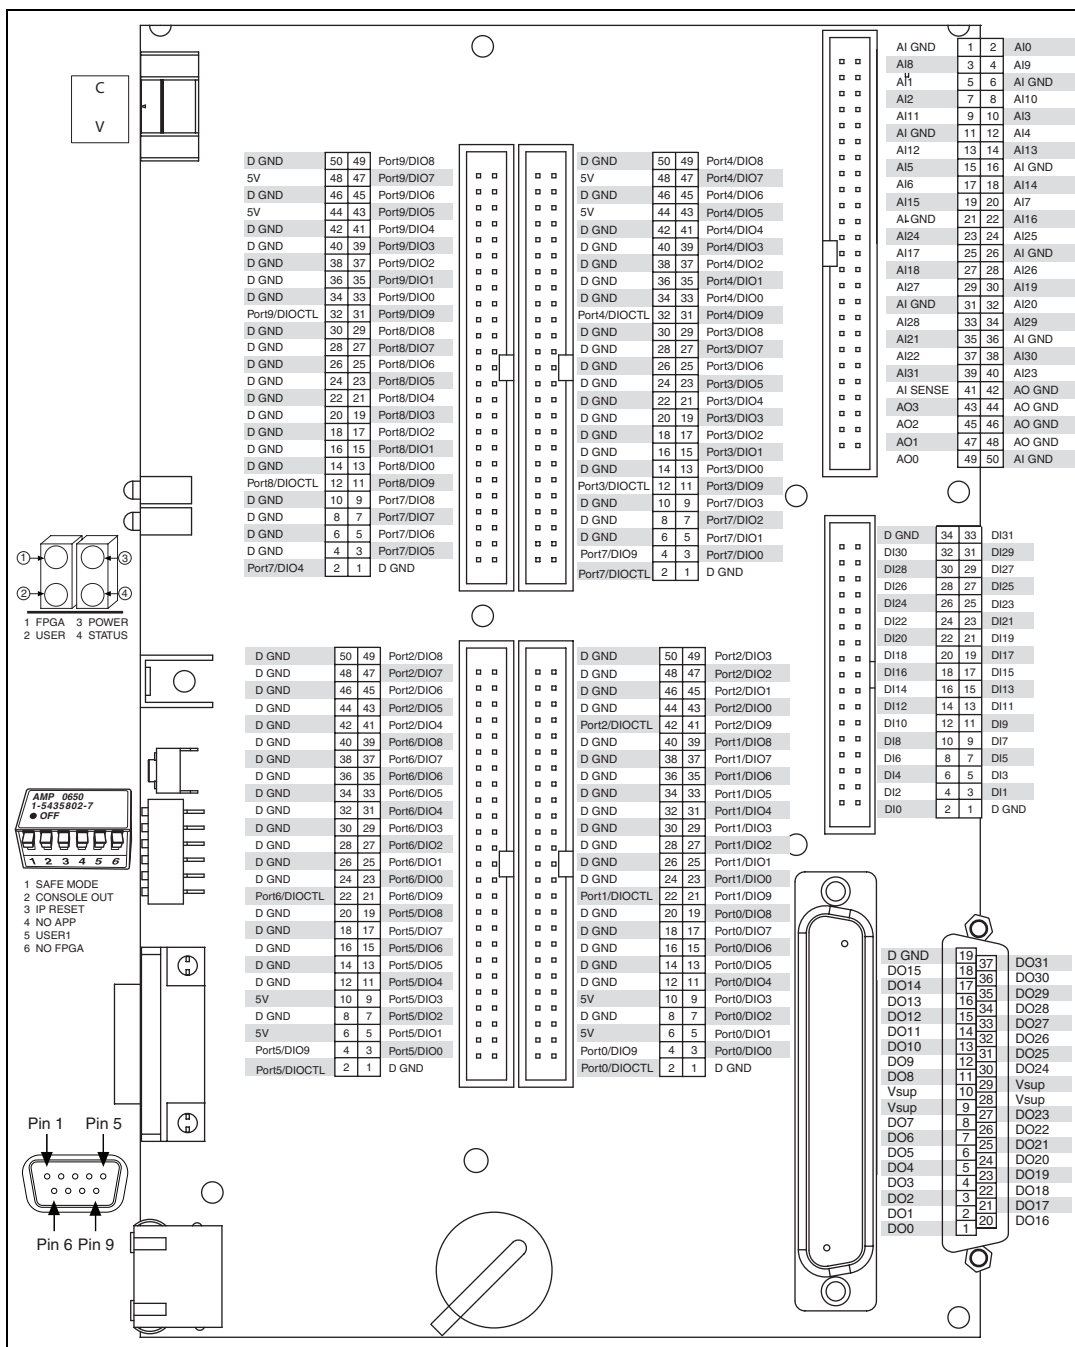 C
V
1 3
2 4
1 FPGA 3 POWER
2 USER 4 STATUS
AMP 0650
1-5435802-7
● OFF
1 2 3 4 5 6
1 SAFE MODE
2 CONSOLE OUT
3 IP RESET
4 NO APP
5 USER1
6 NO FPGA
Pin 1 Pin 5
Pin 6 Pin 9
D GND 50 49 Port9/DIO8
5V 48 47 Port9/DIO7
D GND 46 45 Port9/DIO6
5V 44 43 Port9/DIO5
D GND 42 41 Port9/DIO4
D GND 40 39 Port9/DIO3
D GND 38 37 Port9/DIO2
D GND 36 35 Port9/DIO1
D GND 34 33 Port9/DIO0
Port9/DIOCTL 32 31 Port9/DIO9
D GND 30 29 Port8/DIO8
D GND 28 27 Port8/DIO7
D GND 26 25 Port8/DIO6
D GND 24 23 Port8/DIO5
D GND 22 21 Port8/DIO4
D GND 20 19 Port8/DIO3
D GND 18 17 Port8/DIO2
D GND 16 15 Port8/DIO1
D GND 14 13 Port8/DIO0
Port8/DIOCTL 12 11 Port8/DIO9
D GND 10 9 Port7/DIO8
D GND 8 7 Port7/DIO7
D GND 6 5 Port7/DIO6
D GND 4 3 Port7/DIO5
Port7/DIO4 2 1 D GND
D GND 50 49 Port4/DIO8
5V 48 47 Port4/DIO7
D GND 46 45 Port4/DIO6
5V 44 43 Port4/DIO5
D GND 42 41 Port4/DIO4
D GND 40 39 Port4/DIO3
D GND 38 37 Port4/DIO2
D GND 36 35 Port4/DIO1
D GND 34 33 Port4/DIO0
Port4/DIOCTL 32 31 Port4/DIO9
D GND 30 29 Port3/DIO8
D GND 28 27 Port3/DIO7
D GND 26 25 Port3/DIO6
D GND 24 23 Port3/DIO5
D GND 22 21 Port3/DIO4
D GND 20 19 Port3/DIO3
D GND 18 17 Port3/DIO2
D GND 16 15 Port3/DIO1
D GND 14 13 Port3/DIO0
Port3/DIOCTL 12 11 Port3/DIO9
D GND 10 9 Port7/DIO3
D GND 8 7 Port7/DIO2
D GND 6 5 Port7/DIO1
Port7/DIO9 4 3 Port7/DIO0
Port7/DIOCTL 2 1 D GND
AI GND 1 2 AI0
AI8 3 4 AI9
AI1 5 6 AI GND
AI2 7 8 AI10
AI11 9 10 AI3
AI GND 11 12 AI4
AI12 13 14 AI13
AI5 15 16 AI GND
AI6 17 18 AI14
AI15 19 20 AI7
AI GND 21 22 AI16
AI24 23 24 AI25
AI17 25 26 AI GND
AI18 27 28 AI26
AI27 29 30 AI19
AI GND 31 32 AI20
AI28 33 34 AI29
AI21 35 36 AI GND
AI22 37 38 AI30
AI31 39 40 AI23
AI SENSE 41 42 AO GND
AO3 43 44 AO GND
AO2 45 46 AO GND
AO1 47 48 AO GND
AO0 49 50 AI GND
D GND 34 33 DI31
DI30 32 31 DI29
DI28 30 29 DI27
DI26 28 27 DI25
DI24 26 25 DI23
DI22 24 23 DI21
DI20 22 21 DI19
DI18 20 19 DI17
DI16 18 17 DI15
DI14 16 15 DI13
DI12 14 13 DI11
DI10 12 11 DI9
DI8 10 9 DI7
DI6 8 7 DI5
DI4 6 5 DI3
DI2 4 3 DI1
DI0 2 1 D GND
D GND 50 49 Port2/DIO8
D GND 48 47 Port2/DIO7
D GND 46 45 Port2/DIO6
D GND 44 43 Port2/DIO5
D GND 42 41 Port2/DIO4
D GND 40 39 Port6/DIO8
D GND 38 37 Port6/DIO7
D GND 36 35 Port6/DIO6
D GND 34 33 Port6/DIO5
D GND 32 31 Port6/DIO4
D GND 30 29 Port6/DIO3
D GND 28 27 Port6/DIO2
D GND 26 25 Port6/DIO1
D GND 24 23 Port6/DIO0
Port6/DIOCTL 22 21 Port6/DIO9
D GND 20 19 Port5/DIO8
D GND 18 17 Port5/DIO7
D GND 16 15 Port5/DIO6
D GND 14 13 Port5/DIO5
D GND 12 11 Port5/DIO4
5V 10 9 Port5/DIO3
D GND 8 7 Port5/DIO2
5V 6 5 Port5/DIO1
Port5/DIO9 4 3 Port5/DIO0
Port5/DIOCTL 2 1 D GND
D GND 50 49 Port2/DIO3
D GND 48 47 Port2/DIO2
D GND 46 45 Port2/DIO1
D GND 44 43 Port2/DIO0
Port2/DIOCTL 42 41 Port2/DIO9
D GND 40 39 Port1/DIO8
D GND 38 37 Port1/DIO7
D GND 36 35 Port1/DIO6
D GND 34 33 Port1/DIO5
D GND 32 31 Port1/DIO4
D GND 30 29 Port1/DIO3
D GND 28 27 Port1/DIO2
D GND 26 25 Port1/DIO1
D GND 24 23 Port1/DIO0
Port1/DIOCTL 22 21 Port1/DIO9
D GND 20 19 Port0/DIO8
D GND 18 17 Port0/DIO7
D GND 16 15 Port0/DIO6
D GND 14 13 Port0/DIO5
D GND 12 11 Port0/DIO4
5V 10 9 Port0/DIO3
D GND 8 7 Port0/DIO2
5V 6 5 Port0/DIO1
Port0/DIO9 4 3 Port0/DIO0
Port0/DIOCTL 2 1 D GND
D GND 19
37 DO31
DO15 18
36 DO30
DO14 17
35 DO29
DO13 16
34 DO28
DO12 15
33 DO27
DO11 14
32 DO26
DO10 13
31 DO25
DO9 12
30 DO24
DO8 11
29 Vsup
Vsup 10
28 Vsup
Vsup 9
27 DO23
DO7 8
26 DO22
DO6 7
25 DO21
DO5 6
24 DO20
DO4 5
23 DO19
DO3 4
22 DO18
DO2 3
21 DO17
DO1 2
20 DO16
DO0 1